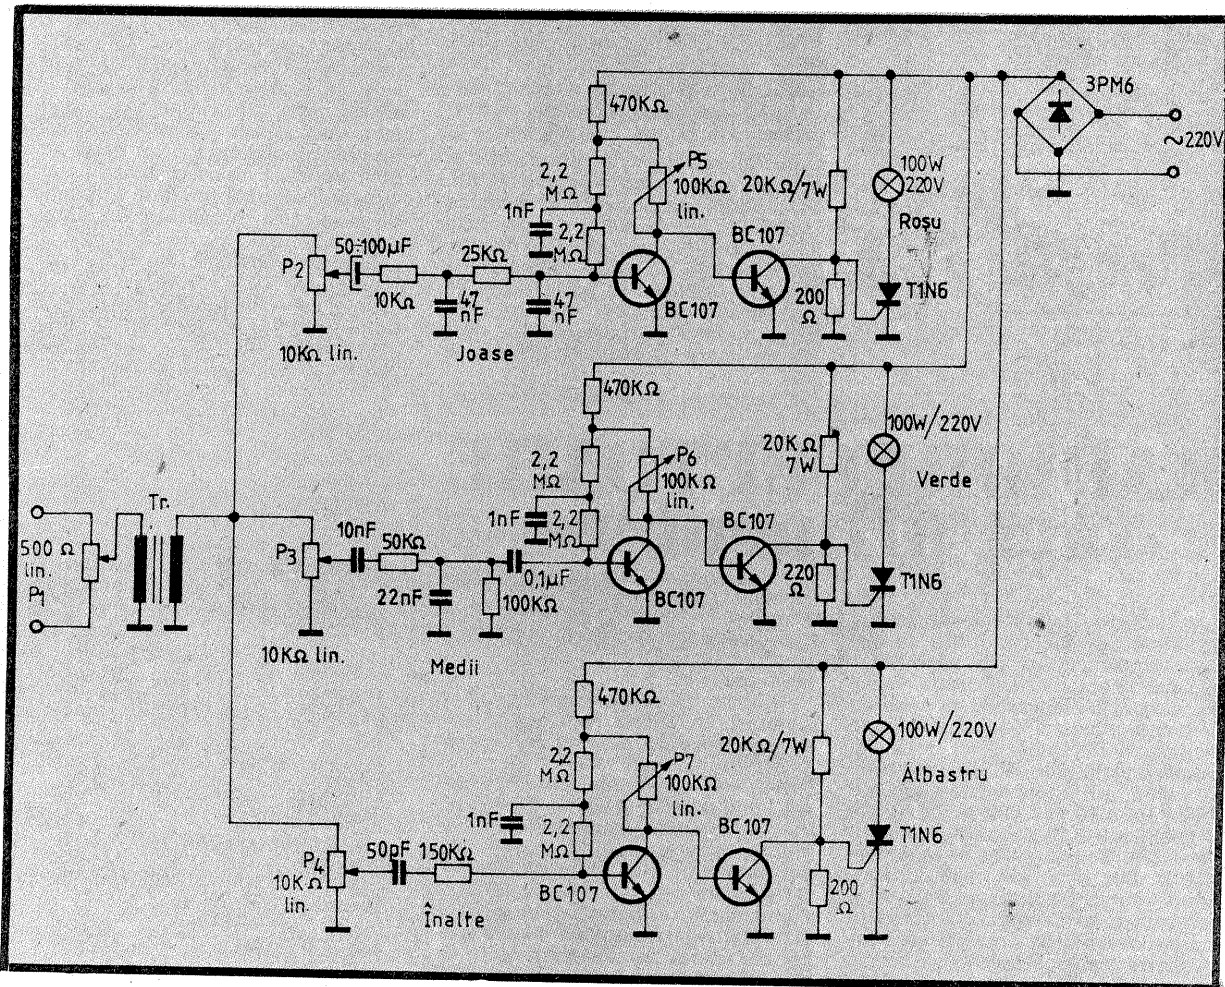 3PM6
~220V
470KΩ
2,2
MΩ
P5
100KΩ
lin.
20KΩ/7W
100W
220V
Roşu
1nF
2,2
MΩ
BC107
50-100µF
P2
10KΩ
25KΩ
47
nF
47
nF
BC107
200
Ω
T1N6
10KΩ lin.
Joase
470KΩ
2,2
MΩ
P6
100KΩ
lin.
20KΩ
7W
100W/220V
Verde
Tr.
1nF
2,2
MΩ
BC107
500 Ω
lin.
P1
P3
10nF
50KΩ
0,1µF
22nF
100KΩ
BC107
220
Ω
T1N6
10KΩ lin.
Medii
470KΩ
2,2
MΩ
P7
100KΩ
lin.
20KΩ/7W
100W/220V
Albastru
1nF
2,2
MΩ
BC107
T1N6
P4
10KΩ
lin.
50pF
150KΩ
BC107
200
Ω
Înalte